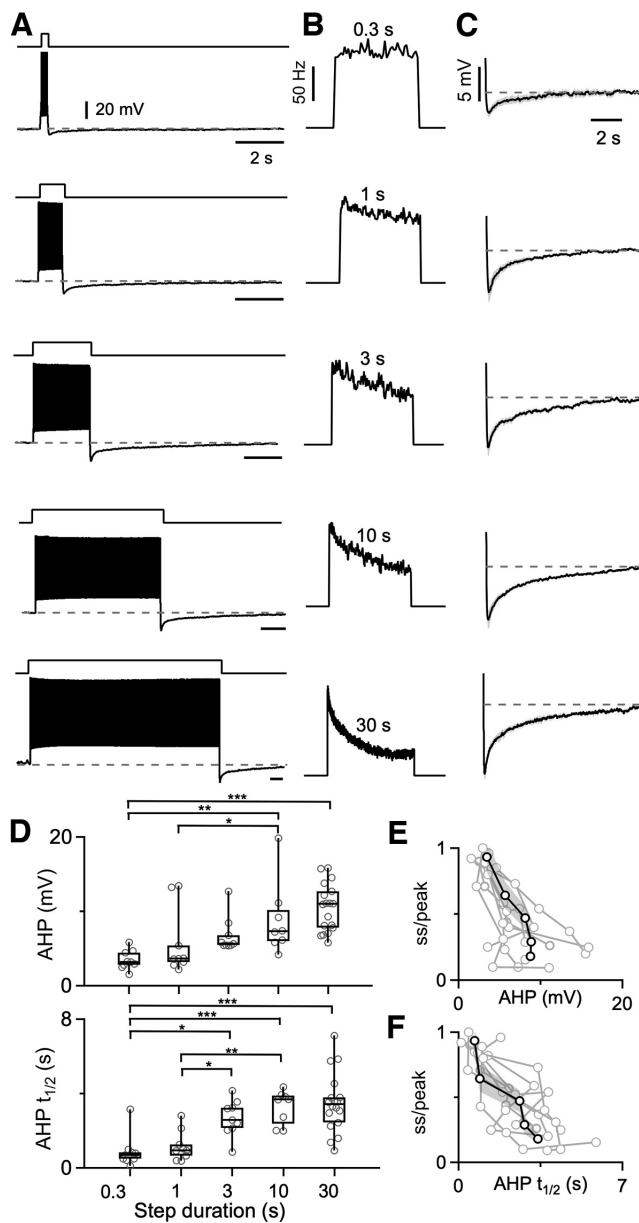 A
B
C
0.3 s
50 Hz
5 mV
20 mV
2 s
2 s
1 s
3 s
10 s
30 s
D
***
**
*
20
AHP (mV)
0
***
***
*
**
*
8
AHP t1/2 (s)
0
0.3 1 3 10 30
Step duration (s)
E
1
ss/peak
0
0 20
AHP (mV)
F
1
ss/peak
0
0 7
AHP t1/2 (s)